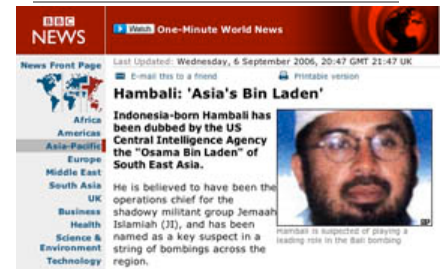 BBC
NEWS
Watch One-Minute World News
News Front Page
Africa
Americas
Asia-Pacific
Europe
Middle East
South Asia
UK
Business
Health
Science &
Environment
Technology
Last Updated: Wednesday, 6 September 2006, 20:47 GMT 21:47 UK
E-mail this to a friend
Printable version
Hambali: 'Asia's Bin Laden'
Indonesia-born Hambali has
been dubbed by the US
Central Intelligence Agency
the "Osama Bin Laden" of
South East Asia.
He is believed to have been the
operations chief for the
shadowy militant group Jemaah
Islamiah (JI), and has been
named as a key suspect in a
string of bombings across the
region.
Hambali is suspected of playing a
leading role in the Bali bombing